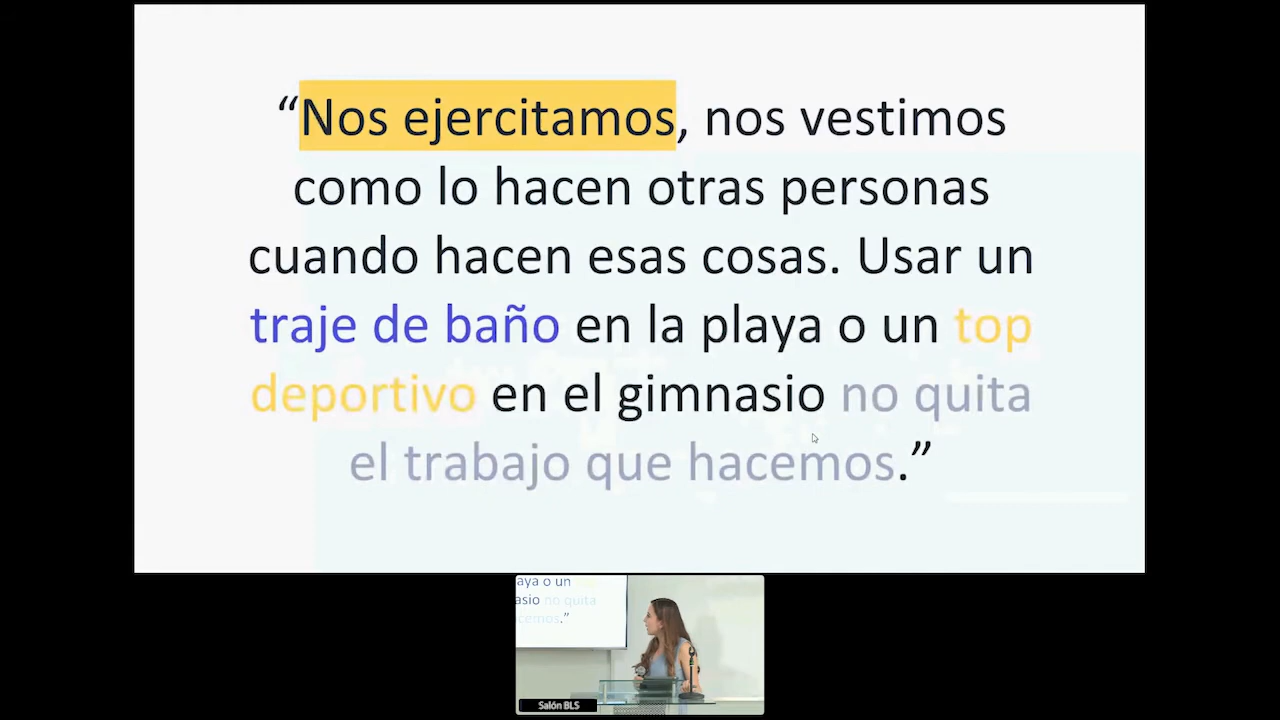 “Nos ejercitamos, nos vestimos
como lo hacen otras personas
cuando hacen esas cosas. Usar un
traje de baño en la playa o un top
deportivo en el gimnasio no quita
el trabajo que hacemos.”
aya o un top
asio no quita
cemos.”
Salón BLS